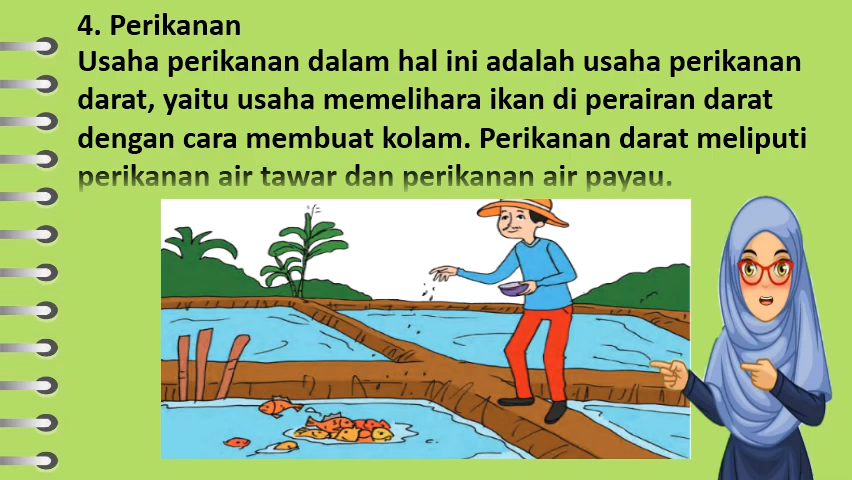 4. Perikanan
Usaha perikanan dalam hal ini adalah usaha perikanan
darat, yaitu usaha memelihara ikan di perairan darat
dengan cara membuat kolam. Perikanan darat meliputi
perikanan air tawar dan perikanan air payau.